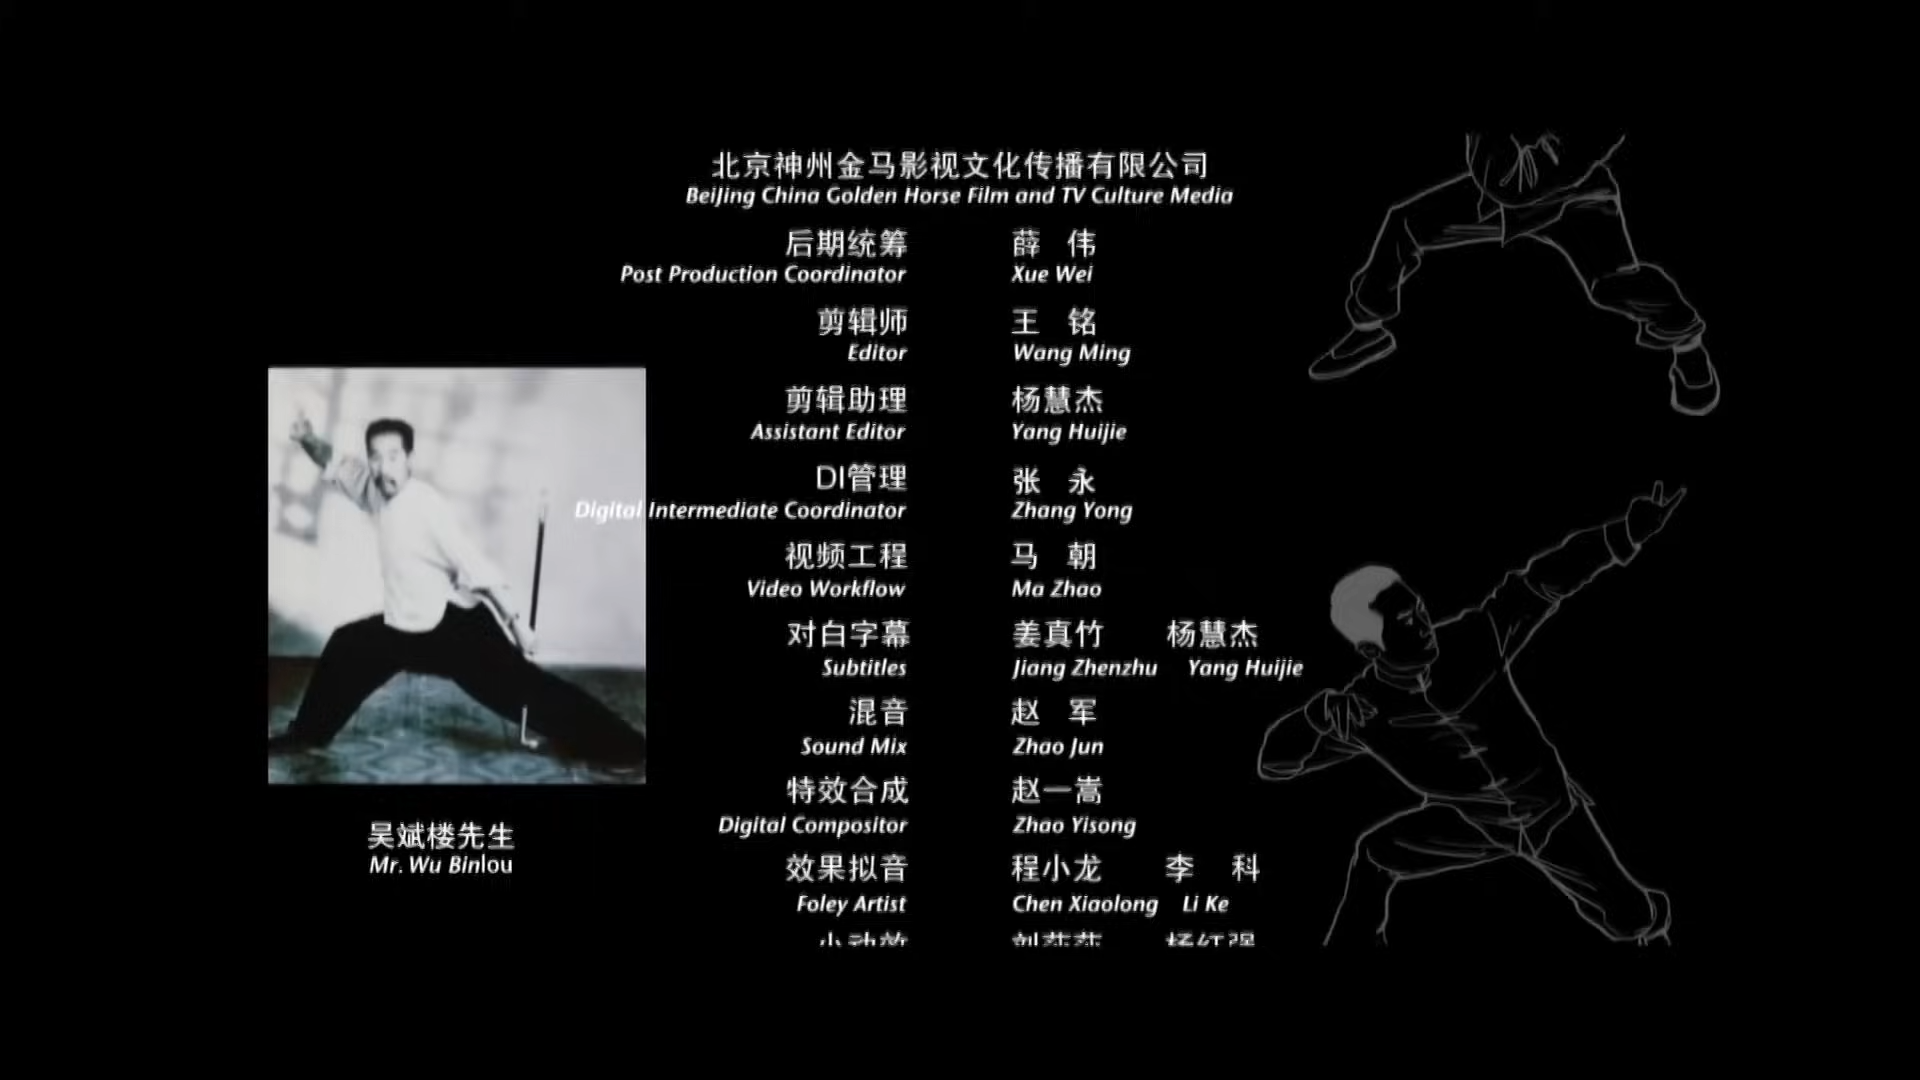 北京神州金马影视文化传播有限公司
BeiJing China Golden Horse Film and TV Culture Media
后期统筹 薛 伟
Post Production Coordinator Xue Wei
剪辑师 王 铭
Editor Wang Ming
剪辑助理 杨慧杰
Assistant Editor Yang Huijie
DI管理 张 永
Digital Intermediate Coordinator Zhang Yong
视频工程 马 朝
Video Workflow Ma Zhao
对白字幕 姜真竹 杨慧杰
Subtitles Jiang Zhenzhu Yang Huijie
混音 赵 军
Sound Mix Zhao Jun
特效合成 赵一嵩
Digital Compositor Zhao Yisong
效果拟音 程小龙 李 科
Foley Artist Chen Xiaolong Li Ke
吴斌楼先生
Mr. Wu Binlou